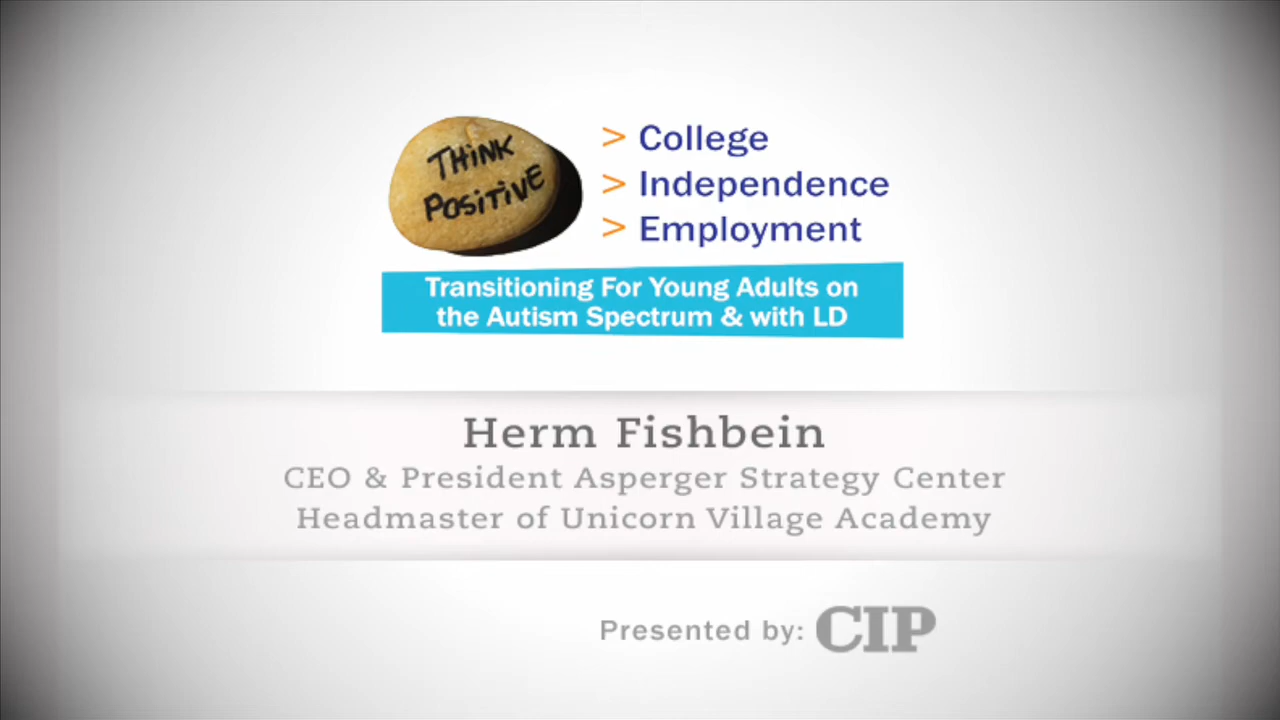 THINK
POSITIVE
> College
> Independence
> Employment
Transitioning For Young Adults on
the Autism Spectrum & with LD
Herm Fishbein
CEO & President Asperger Strategy Center
Headmaster of Unicorn Village Academy
Presented by: CIP